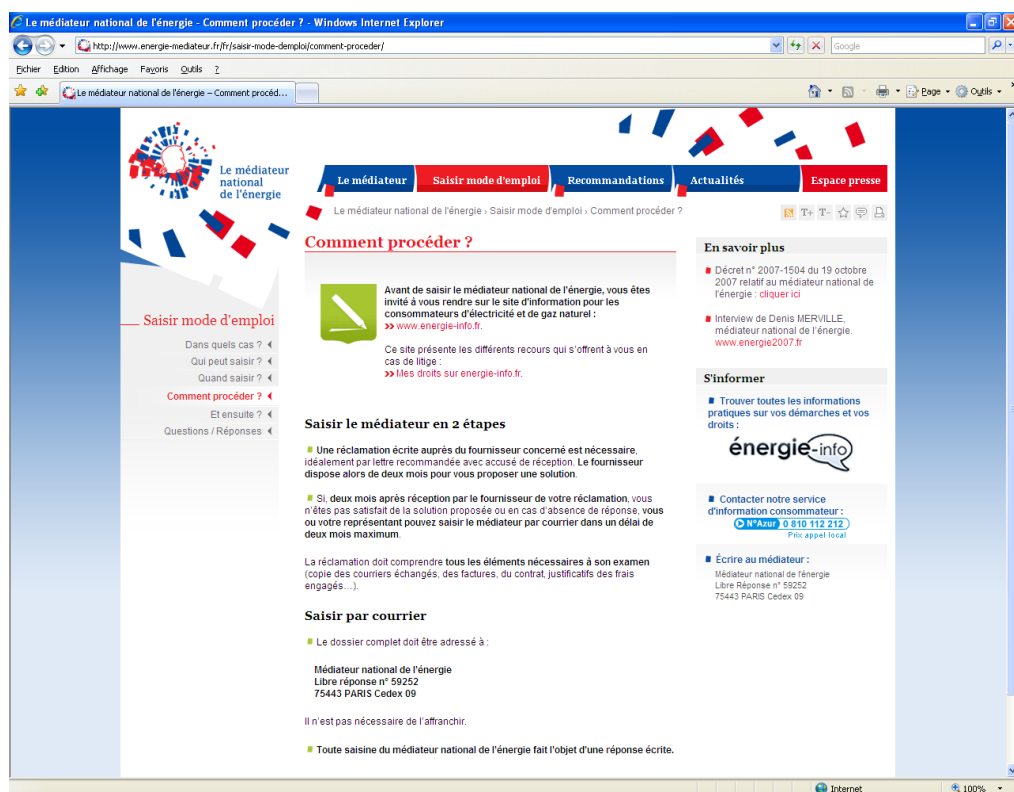 Le médiateur national de l'énergie - Comment procéder ? - Windows Internet Explorer
http://www.energie-mediateur.fr/fr/saisir-mode-demploi/comment-proceder/
Google
Fichier Edition Affichage Favoris Outils ?
Le médiateur national de l'énergie – Comment procéd...
Page Outils
Le médiateur
national
de l'énergie
Le médiateur Saisir mode d'emploi Recommandations Actualités Espace presse
Le médiateur national de l'énergie › Saisir mode d'emploi › Comment procéder ?
T+ T-
Saisir mode d'emploi
Dans quels cas ?
Qui peut saisir ?
Quand saisir ?
Comment procéder ?
Et ensuite ?
Questions / Réponses
Comment procéder ?
Avant de saisir le médiateur national de l'énergie, vous êtes
invité à vous rendre sur le site d'information pour les
consommateurs d'électricité et de gaz naturel :
>> www.energie-info.fr.
Ce site présente les différents recours qui s'offrent à vous en
cas de litige :
>> Mes droits sur energie-info.fr.
Saisir le médiateur en 2 étapes
Une réclamation écrite auprès du fournisseur concerné est nécessaire,
idéalement par lettre recommandée avec accusé de réception. Le fournisseur
dispose alors de deux mois pour vous proposer une solution.
Si, deux mois après réception par le fournisseur de votre réclamation, vous
n'êtes pas satisfait de la solution proposée ou en cas d'absence de réponse, vous
ou votre représentant pouvez saisir le médiateur par courrier dans un délai de
deux mois maximum.
La réclamation doit comprendre tous les éléments nécessaires à son examen
(copie des courriers échangés, des factures, du contrat, justificatifs des frais
engagés…).
Saisir par courrier
Le dossier complet doit être adressé à :
Médiateur national de l'énergie
Libre réponse n° 59252
75443 PARIS Cedex 09
Il n'est pas nécessaire de l'affranchir.
Toute saisine du médiateur national de l'énergie fait l'objet d'une réponse écrite.
En savoir plus
Décret n° 2007-1504 du 19 octobre
2007 relatif au médiateur national de
l'énergie : cliquer ici
Interview de Denis MERVILLE,
médiateur national de l'énergie.
www.energie2007.fr
S'informer
Trouver toutes les informations
pratiques sur vos démarches et vos
droits :
énergie-info
Contacter notre service
d'information consommateur :
N°Azur 0 810 112 212
Prix appel local
Écrire au médiateur :
Médiateur national de l'énergie
Libre Réponse n° 59252
75443 PARIS Cedex 09
Internet
100%